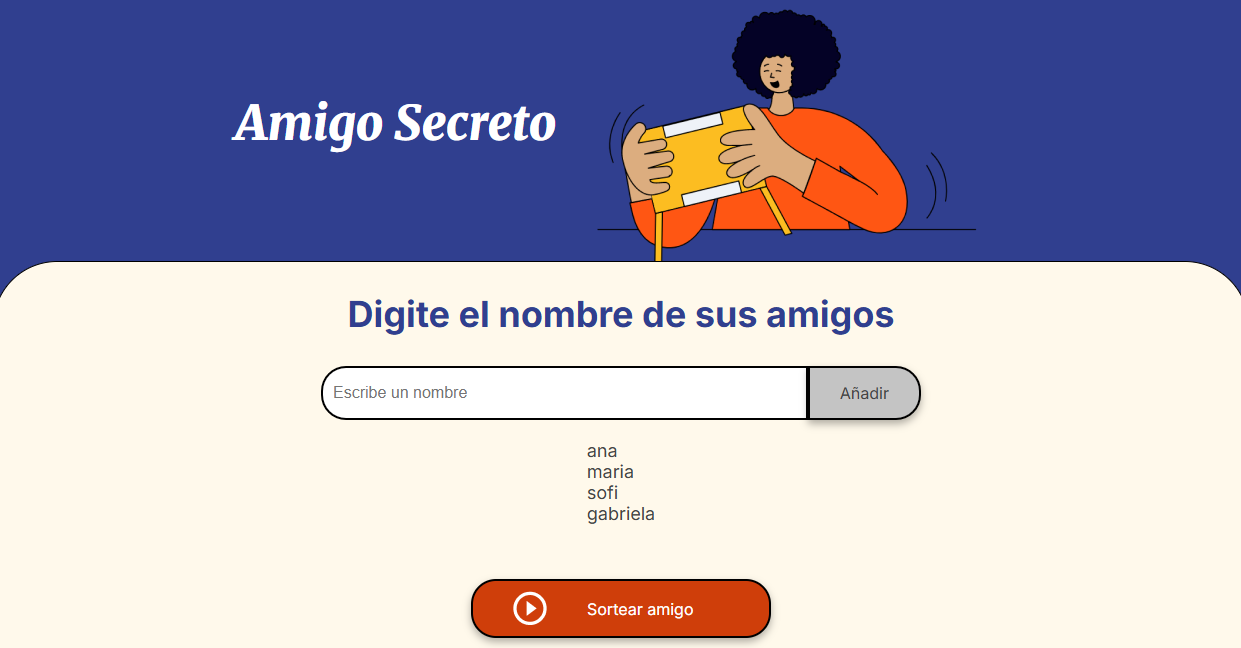 Amigo Secreto
Digite el nombre de sus amigos
Escribe un nombre
Añadir
ana
maria
sofi
gabriela
Sortear amigo